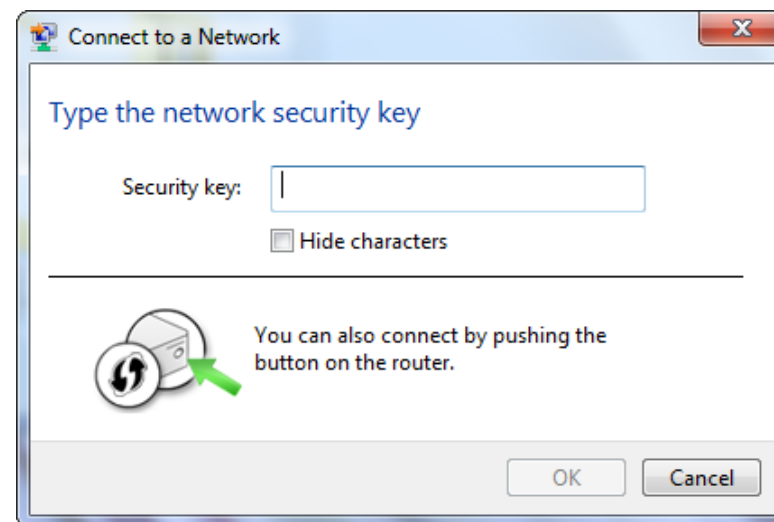 Connect to a Network
Type the network security key
Security key:
Hide characters
You can also connect by pushing the
button on the router.
OK
Cancel